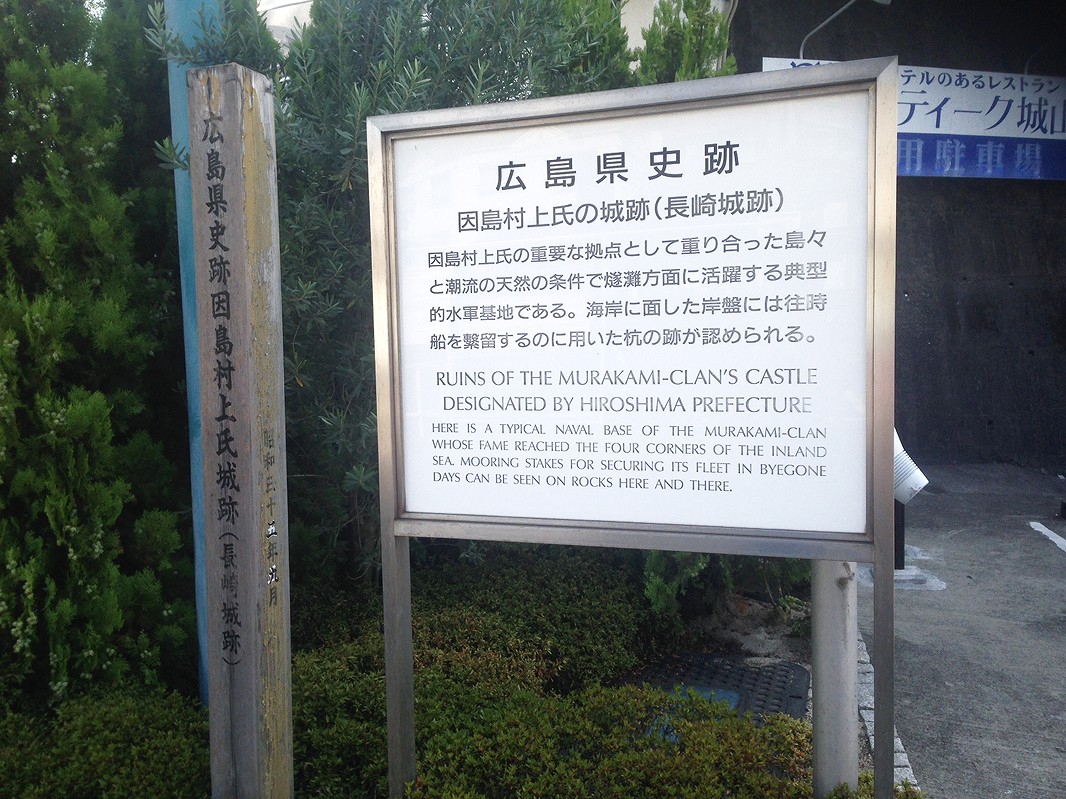 広島県史跡因島村上氏城跡(長崎城跡)
昭和三十五年九月
広島県史跡
因島村上氏の城跡(長崎城跡)
因島村上氏の重要な拠点として重り合った島々
と潮流の天然の条件で燧灘方面に活躍する典型
的水軍基地である。海岸に面した岸盤には往時
船を繫留するのに用いた杭の跡が認められる。
RUINS OF THE MURAKAMI-CLAN'S CASTLE
DESIGNATED BY HIROSHIMA PREFECTURE
HERE IS A TYPICAL NAVAL BASE OF THE MURAKAMI-CLAN
WHOSE FAME REACHED THE FOUR CORNERS OF THE INLAND
SEA. MOORING STAKES FOR SECURING ITS FLEET IN BYEGONE
DAYS CAN BE SEEN ON ROCKS HERE AND THERE.
テルのあるレストラン
ティーク城山
用駐車場